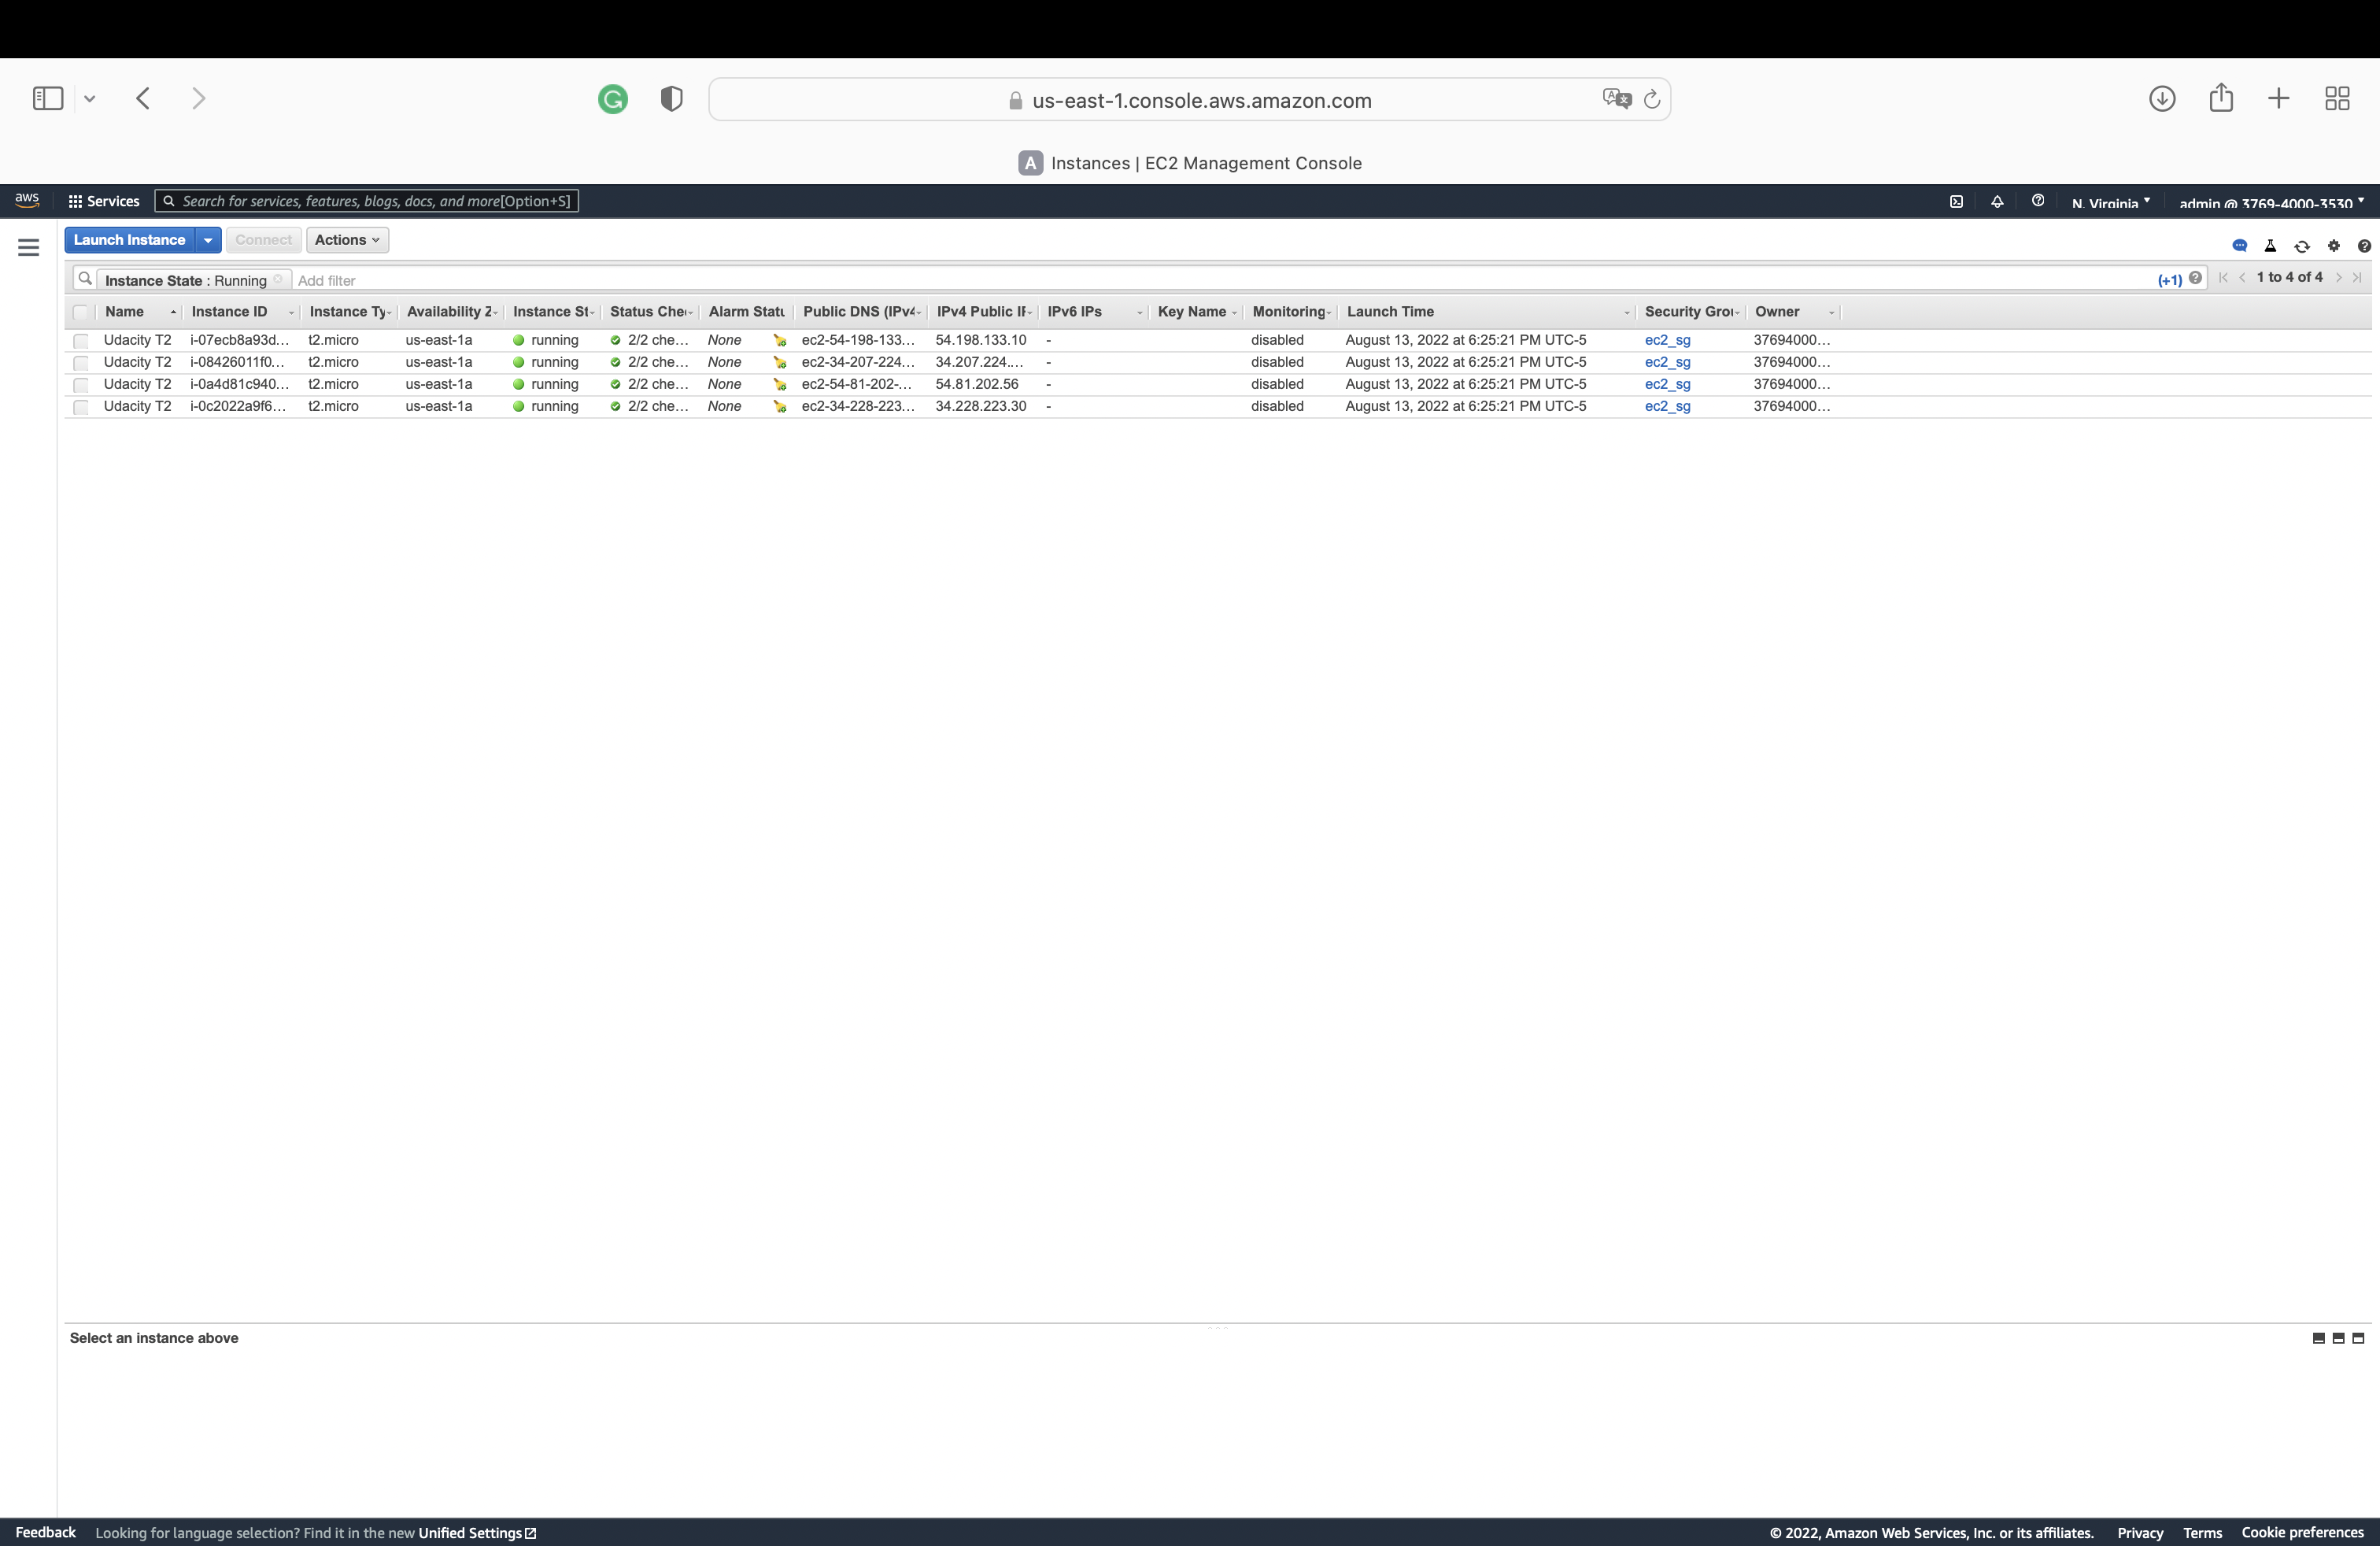 us-east-1.console.aws.amazon.com
A Instances | EC2 Management Console
aws Services Search for services, features, blogs, docs, and more[Option+S] N. Virginia admin @ 3769-4000-3530
Launch Instance Connect Actions
Instance State : Running Add filter (+1) 1 to 4 of 4
Name Instance ID Instance Ty Availability Z Instance St Status Che Alarm Statu Public DNS (IPv4 IPv4 Public IP IPv6 IPs Key Name Monitoring Launch Time Security Grou Owner
Udacity T2 i-07ecb8a93d... t2.micro us-east-1a running 2/2 che... None ec2-54-198-133... 54.198.133.10 - disabled August 13, 2022 at 6:25:21 PM UTC-5 ec2_sg 37694000...
Udacity T2 i-08426011f0... t2.micro us-east-1a running 2/2 che... None ec2-34-207-224... 34.207.224.... - disabled August 13, 2022 at 6:25:21 PM UTC-5 ec2_sg 37694000...
Udacity T2 i-0a4d81c940... t2.micro us-east-1a running 2/2 che... None ec2-54-81-202-... 54.81.202.56 - disabled August 13, 2022 at 6:25:21 PM UTC-5 ec2_sg 37694000...
Udacity T2 i-0c2022a9f6... t2.micro us-east-1a running 2/2 che... None ec2-34-228-223... 34.228.223.30 - disabled August 13, 2022 at 6:25:21 PM UTC-5 ec2_sg 37694000...
Select an instance above
Feedback Looking for language selection? Find it in the new Unified Settings © 2022, Amazon Web Services, Inc. or its affiliates. Privacy Terms Cookie preferences